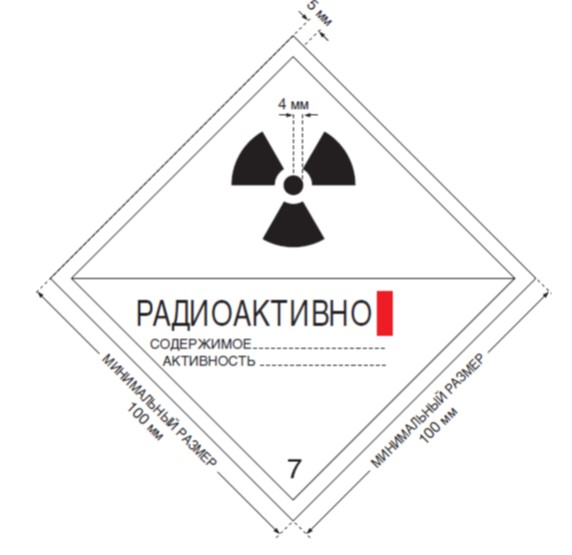 5 мм
4 мм
РАДИОАКТИВНО
СОДЕРЖИМОЕ
АКТИВНОСТЬ
МИНИМАЛЬНЫЙ РАЗМЕР
100 мм
МИНИМАЛЬНЫЙ РАЗМЕР
100 мм
7